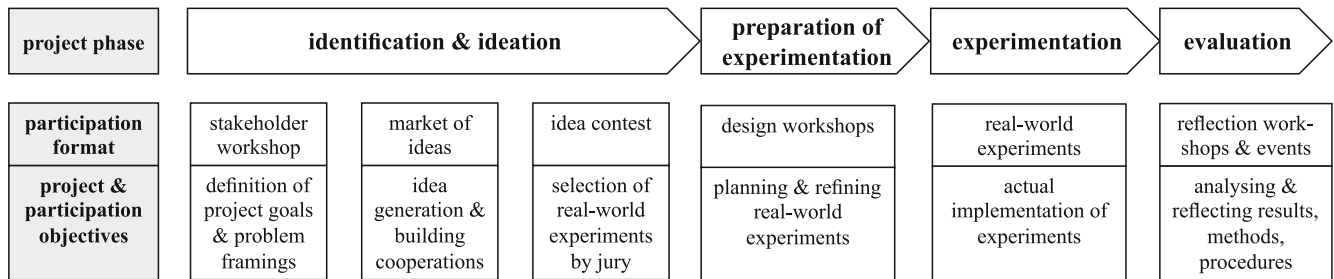 project phase
identification & ideation
preparation of
experimentation
experimentation
evaluation
participation
format
stakeholder
workshop
market of
ideas
idea contest
design workshops
real-world
experiments
reflection work-
shops & events
project &
participation
objectives
definition of
project goals
& problem
framings
idea
generation &
building
cooperations
selection of
real-world
experiments
by jury
planning & refining
real-world
experiments
actual
implementation of
experiments
analysing &
reflecting results,
methods,
procedures